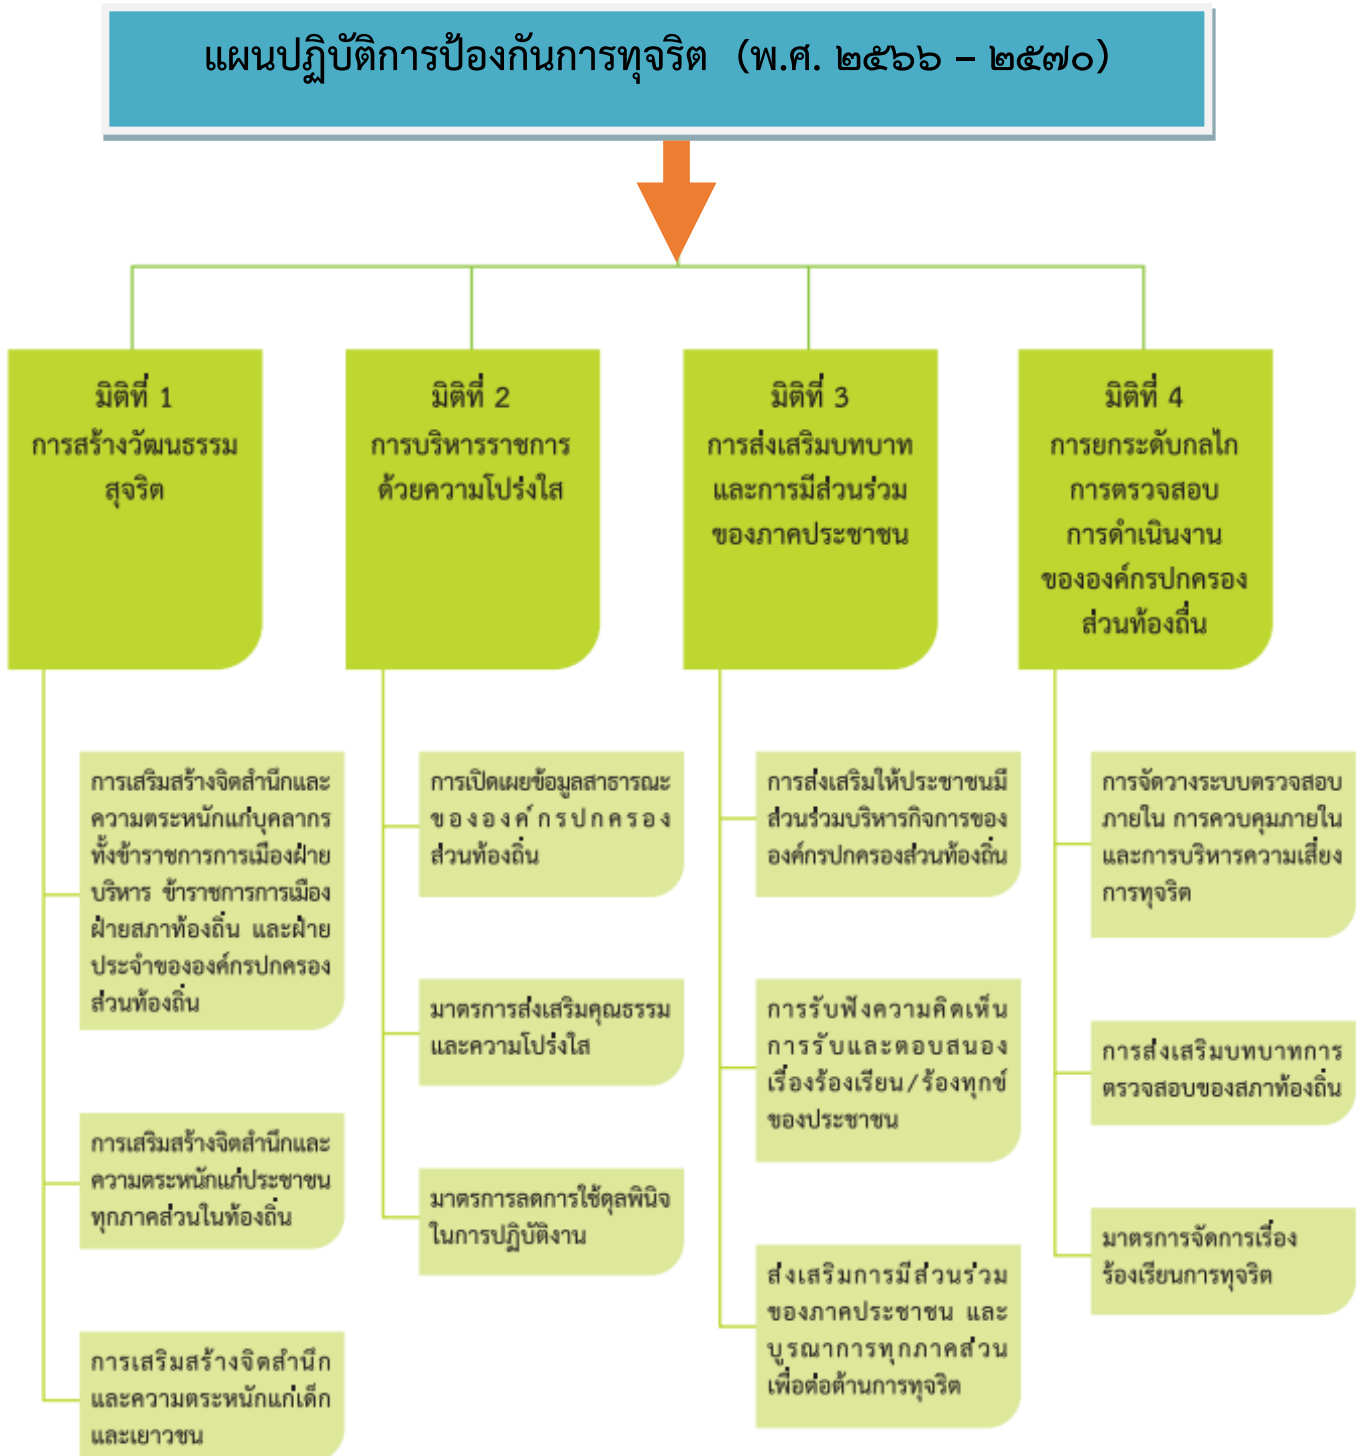 แผนปฏิบัติการป้องกันการทุจริต (พ.ศ. ๒๕๖๖ – ๒๕๗๐)
มิติที่ 1
การสร้างวัฒนธรรม
สุจริต
มิติที่ 2
การบริหารราชการ
ด้วยความโปร่งใส
มิติที่ 3
การส่งเสริมบทบาท
และการมีส่วนร่วม
ของภาคประชาชน
มิติที่ 4
การยกระดับกลไก
การตรวจสอบ
การดำเนินงาน
ขององค์กรปกครอง
ส่วนท้องถิ่น
การเสริมสร้างจิตสำนึกและ
ความตระหนักแก่บุคลากร
ทั้งข้าราชการการเมืองฝ่าย
บริหาร ข้าราชการการเมือง
ฝ่ายสภาท้องถิ่น และฝ่าย
ประจำขององค์กรปกครอง
ส่วนท้องถิ่น
การเสริมสร้างจิตสำนึกและ
ความตระหนักแก่ประชาชน
ทุกภาคส่วนในท้องถิ่น
การเสริมสร้างจิตสำนึก
และความตระหนักแก่เด็ก
และเยาวชน
การเปิดเผยข้อมูลสาธารณะ
ขององค์กรปกครอง
ส่วนท้องถิ่น
มาตรการส่งเสริมคุณธรรม
และความโปร่งใส
มาตรการลดการใช้ดุลพินิจ
ในการปฏิบัติงาน
การส่งเสริมให้ประชาชนมี
ส่วนร่วมบริหารกิจการของ
องค์กรปกครองส่วนท้องถิ่น
การรับฟังความคิดเห็น
การรับและตอบสนอง
เรื่องร้องเรียน/ร้องทุกข์
ของประชาชน
ส่งเสริมการมีส่วนร่วม
ของภาคประชาชน และ
บูรณาการทุกภาคส่วน
เพื่อต่อต้านการทุจริต
การจัดวางระบบตรวจสอบ
ภายใน การควบคุมภายใน
และการบริหารความเสี่ยง
การทุจริต
การส่งเสริมบทบาทการ
ตรวจสอบของสภาท้องถิ่น
มาตรการจัดการเรื่อง
ร้องเรียนการทุจริต